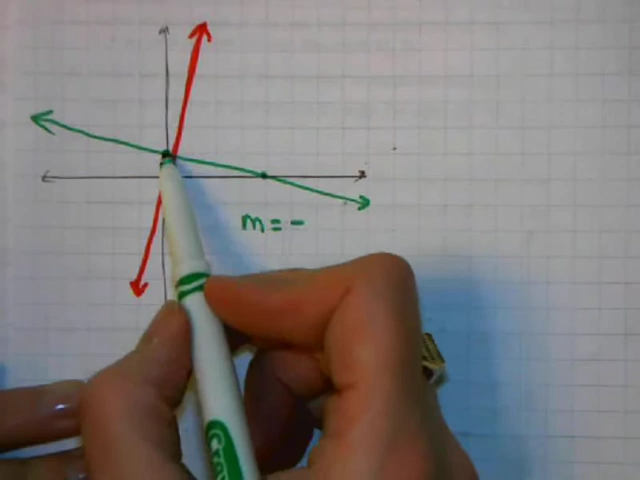 m = -